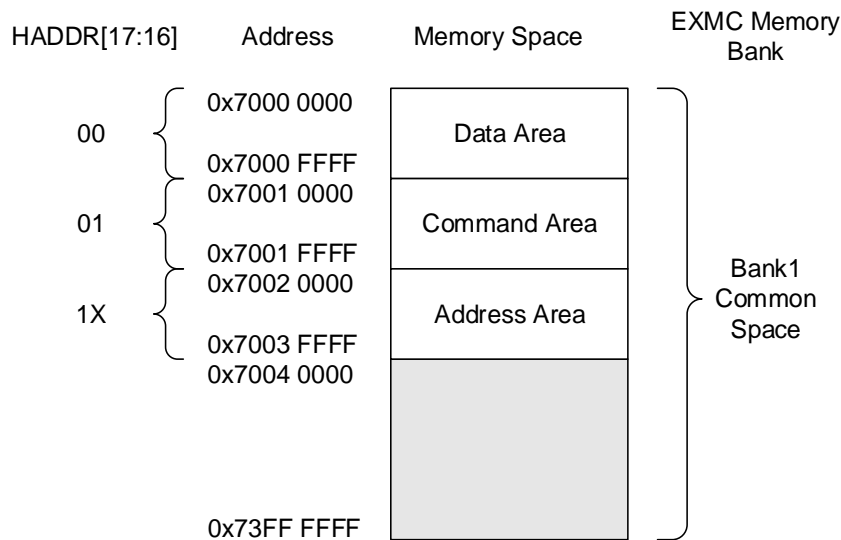 HADDR[17:16] Address Memory Space EXMC Memory
Bank
0x7000 0000
00 Data Area
0x7000 FFFF
0x7001 0000
01 Command Area
0x7001 FFFF
0x7002 0000
1X Address Area
0x7003 FFFF
0x7004 0000
Bank1
Common
Space
0x73FF FFFF